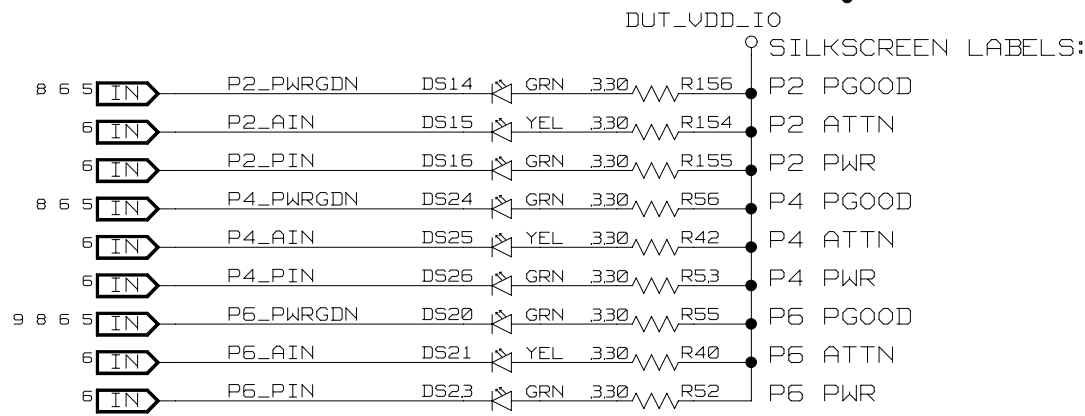 DUT_VDD_IO
SILKSCREEN LABELS:
8 6 5 IN P2_PWRGDN DS14 GRN 330 R156 P2 PGOOD
6 IN P2_AIN DS15 YEL 330 R154 P2 ATTN
6 IN P2_PIN DS16 GRN 330 R155 P2 PWR
8 6 5 IN P4_PWRGDN DS24 GRN 330 R56 P4 PGOOD
6 IN P4_AIN DS25 YEL 330 R42 P4 ATTN
6 IN P4_PIN DS26 GRN 330 R53 P4 PWR
9 8 6 5 IN P6_PWRGDN DS20 GRN 330 R55 P6 PGOOD
6 IN P6_AIN DS21 YEL 330 R40 P6 ATTN
6 IN P6_PIN DS23 GRN 330 R52 P6 PWR